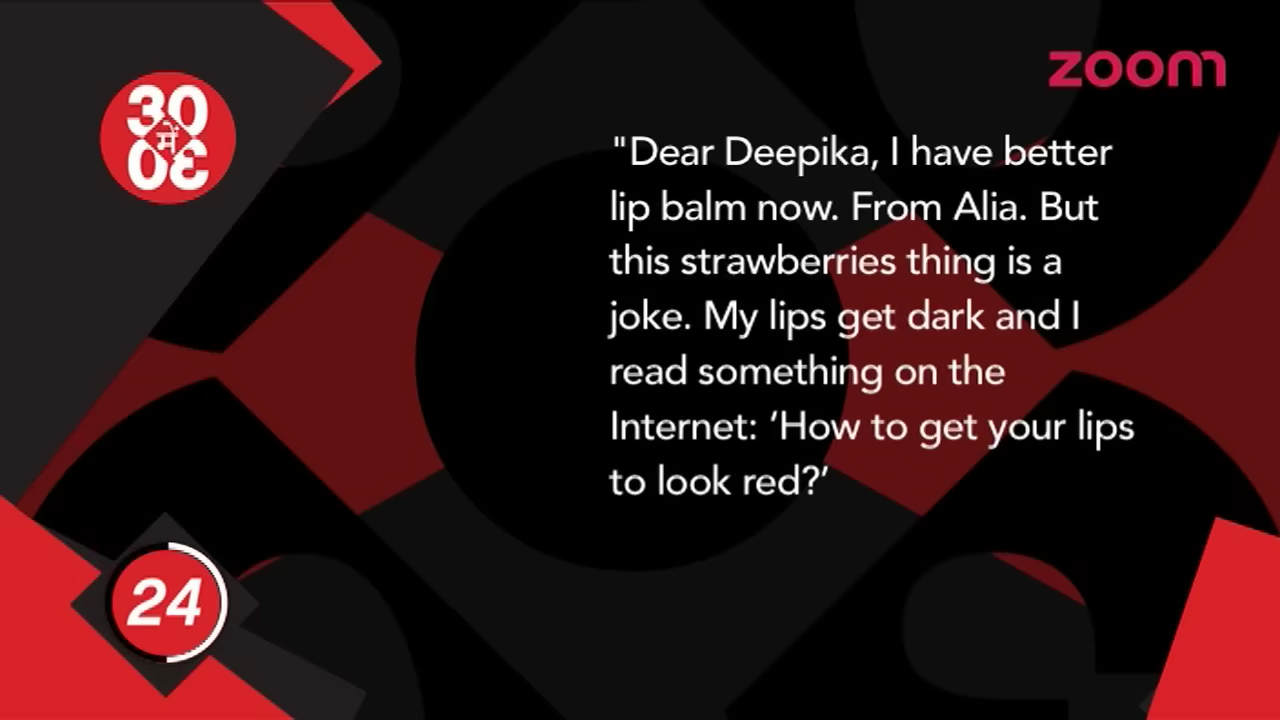 30
में
30
zoom
"Dear Deepika, I have better
lip balm now. From Alia. But
this strawberries thing is a
joke. My lips get dark and I
read something on the
Internet: ‘How to get your lips
to look red?’
24